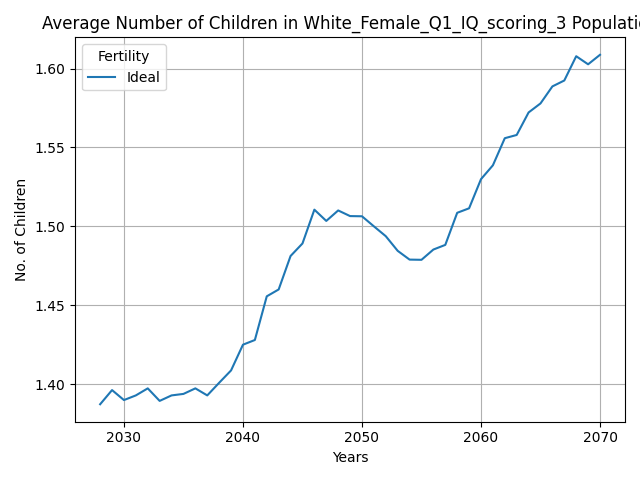 Average Number of Children in White_Female_Q1_IQ_scoring_3 Populatio
Fertility
Ideal
No. of Children
1.60
1.55
1.50
1.45
1.40
2030 2040 2050 2060 2070
Years